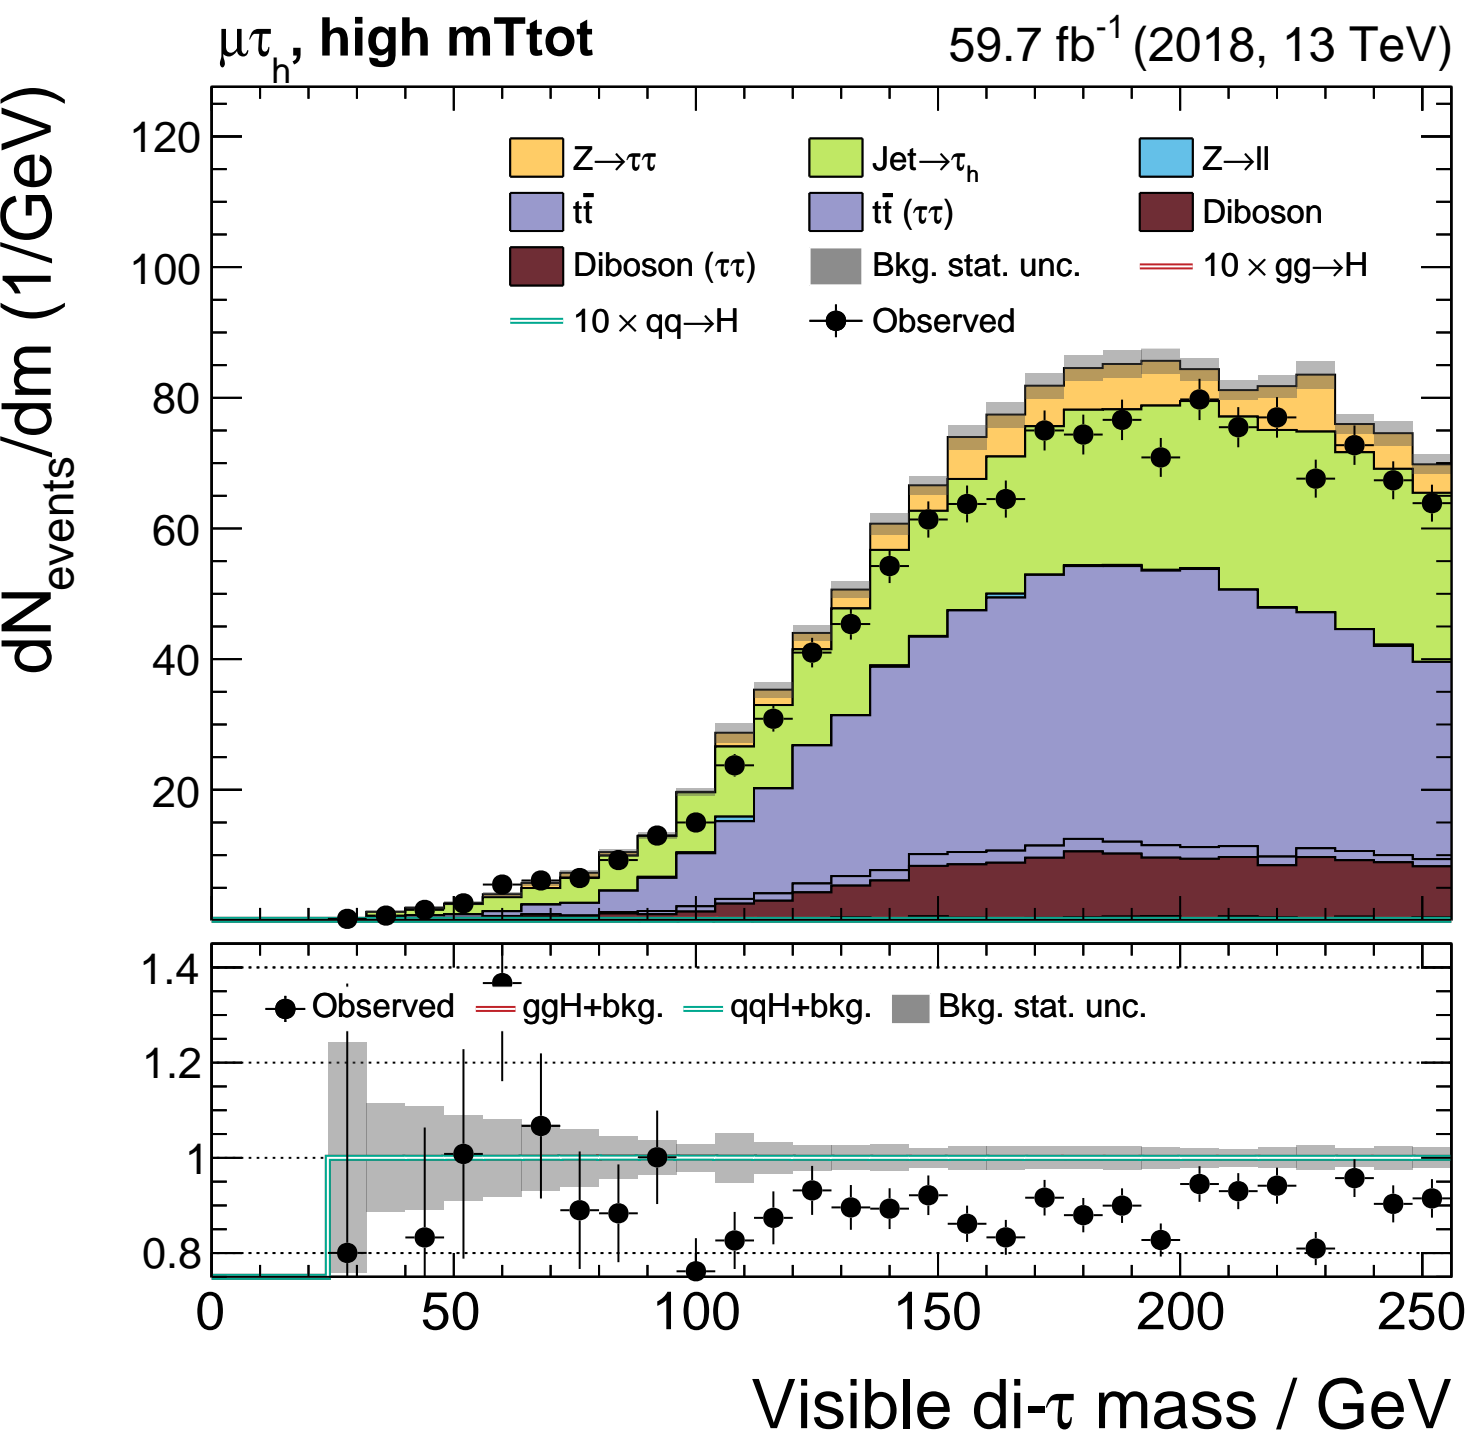 μτh, high mTtot 59.7 fb-1 (2018, 13 TeV)
dNevents/dm (1/GeV)
120
100
80
60
40
20
Z→ττ Jet→τh Z→ll
tt̄ tt̄ (ττ) Diboson
Diboson (ττ) Bkg. stat. unc. 10 × gg→H
10 × qq→H Observed
1.4
1.2
1
0.8
Observed ggH+bkg. qqH+bkg. Bkg. stat. unc.
0 50 100 150 200 250
Visible di-τ mass / GeV